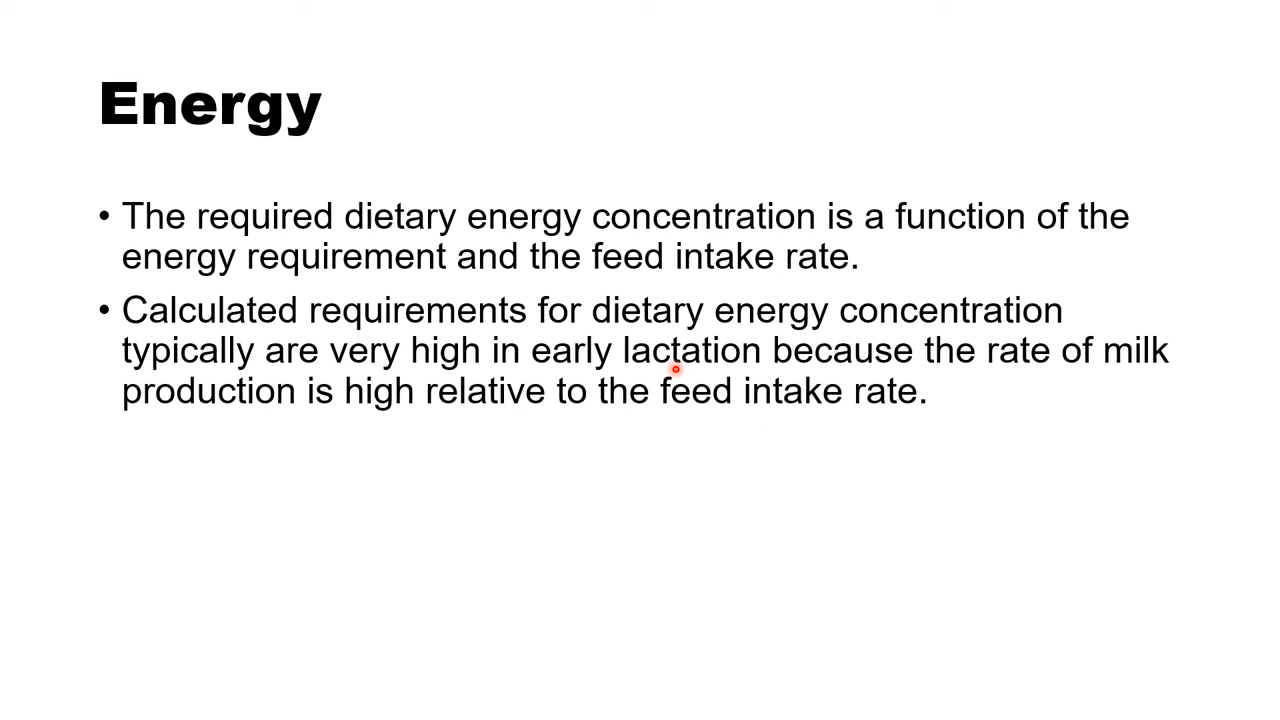 Energy
• The required dietary energy concentration is a function of the
energy requirement and the feed intake rate.
• Calculated requirements for dietary energy concentration
typically are very high in early lactation because the rate of milk
production is high relative to the feed intake rate.